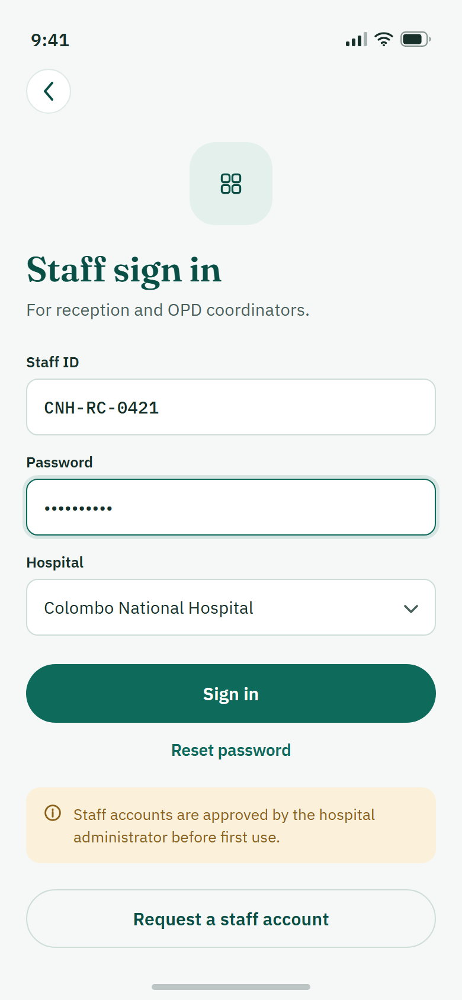 9:41
Staff sign in
For reception and OPD coordinators.
Staff ID
CNH-RC-0421
Password
••••••••••
Hospital
Colombo National Hospital
Sign in
Reset password
Staff accounts are approved by the hospital
administrator before first use.
Request a staff account